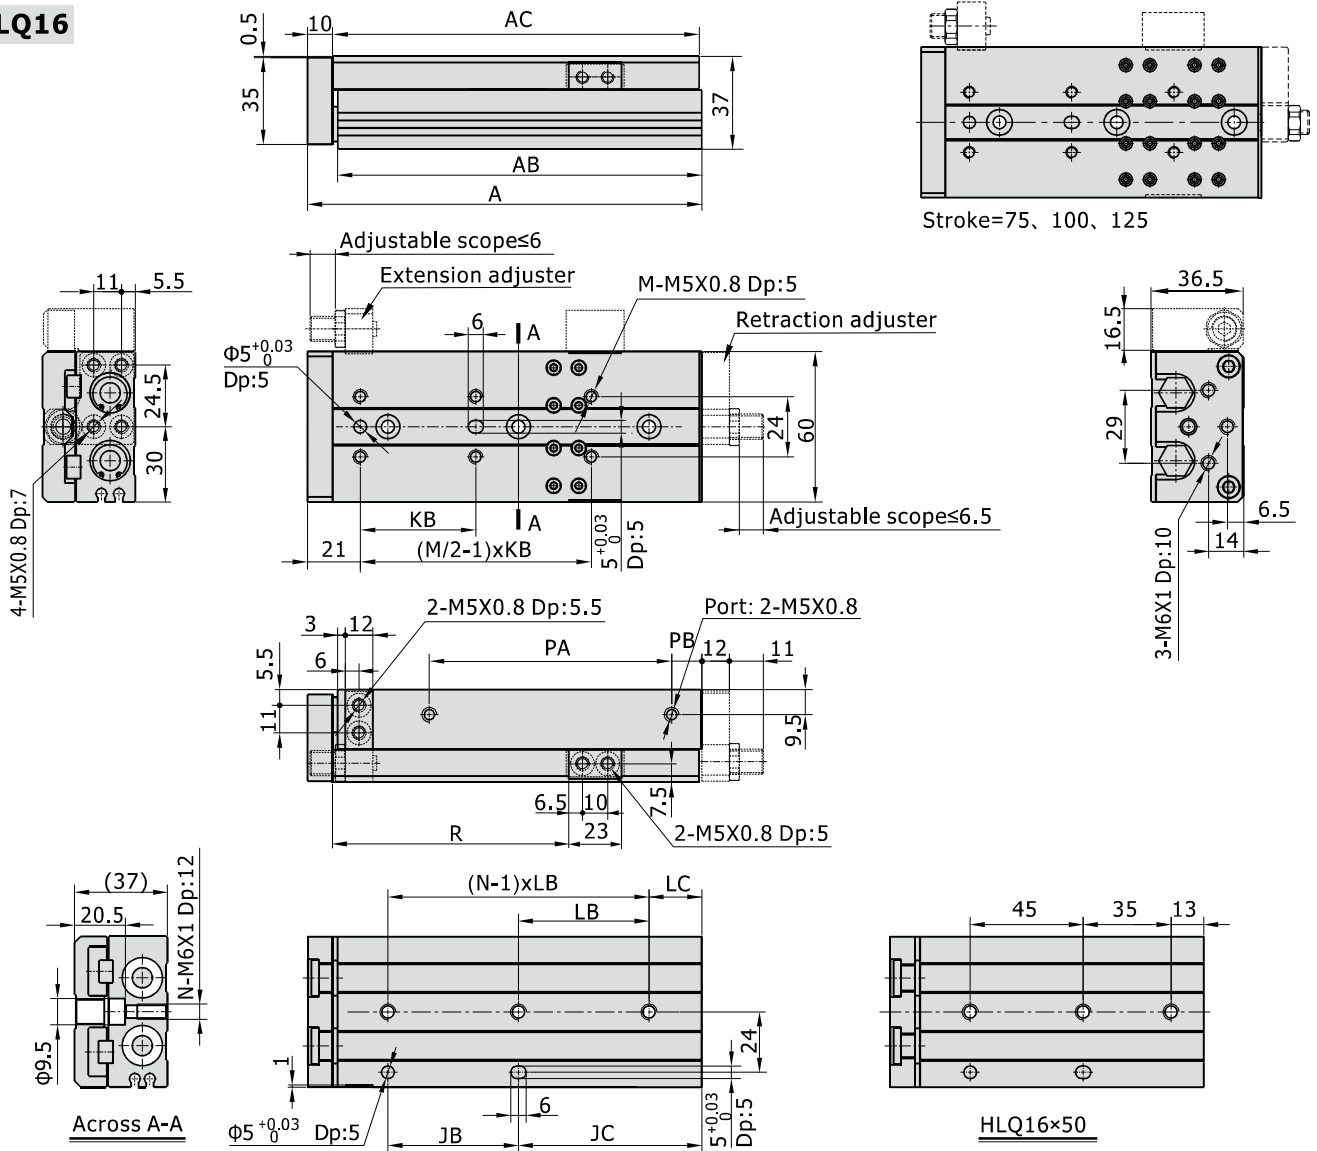 LQ16
0.5
10
AC
35
37
AB
A
Stroke=75、100、125
Adjustable scope≤6
Extension adjuster
M-M5X0.8 Dp:5
Retraction adjuster
11
5.5
6
A
Φ5 +0.03 0
Dp:5
24.5
30
4-M5X0.8 Dp:7
24
60
KB
A
21
(M/2-1)xKB
5 +0.03 0
Dp:5
Adjustable scope≤6.5
36.5
16.5
29
6.5
14
3-M6X1 Dp:10
2-M5X0.8 Dp:5.5
Port: 2-M5X0.8
3
12
6
5.5
11
PA
PB
12
11
9.5
7.5
6.5
10
R
23
2-M5X0.8 Dp:5
(37)
20.5
N-M6X1 Dp:12
Φ9.5
Across A-A
(N-1)xLB
LC
LB
24
1
6
Φ5 +0.03 0 Dp:5
JB
JC
5 +0.03 0
Dp:5
45
35
13
HLQ16×50